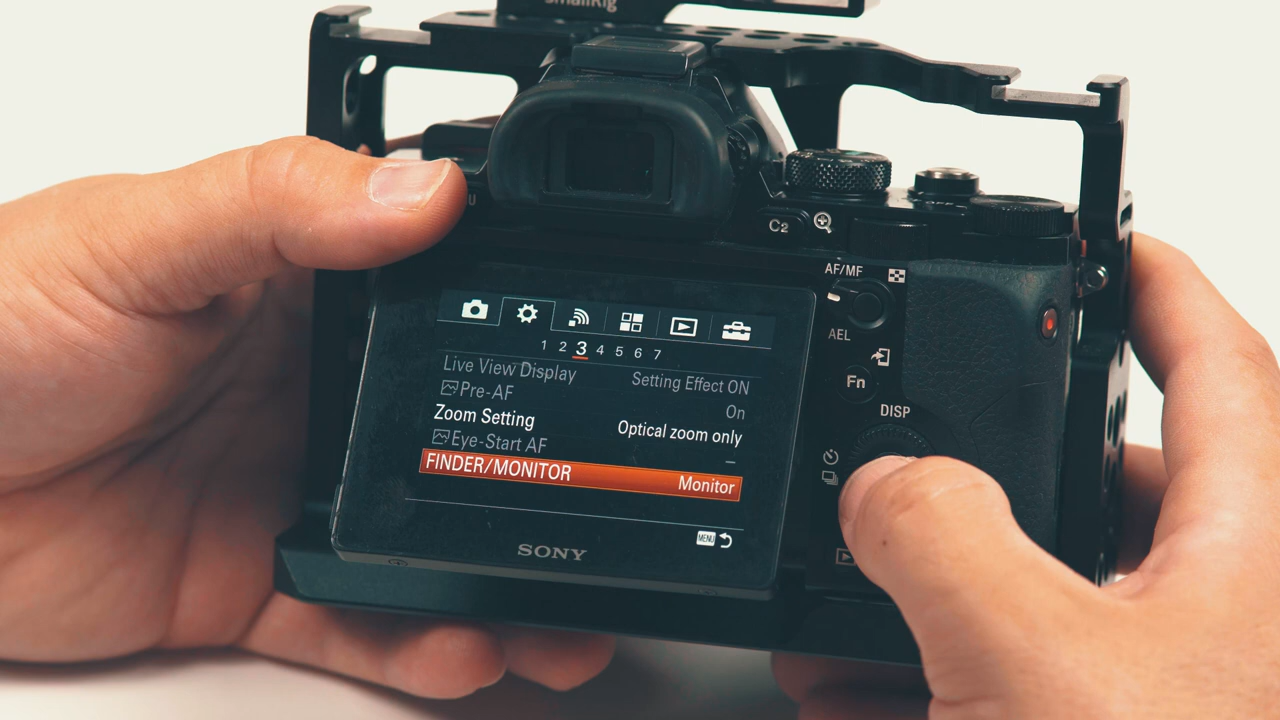 SmallRig
C2
AF/MF
AEL
Fn
DISP
1 2 3 4 5 6 7
Live View Display Setting Effect ON
Pre-AF On
Zoom Setting Optical zoom only
Eye-Start AF –
FINDER/MONITOR Monitor
MENU
SONY